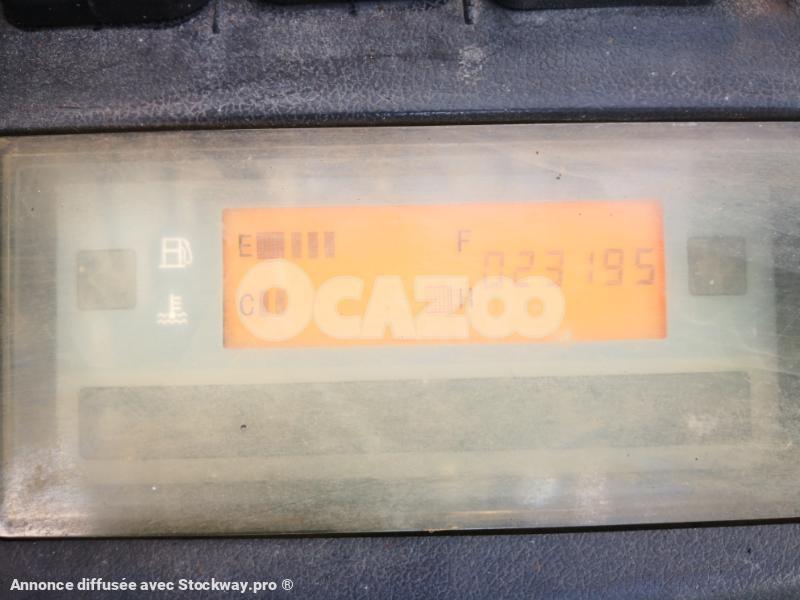 E F
023195
C H
OCAZOO
Annonce diffusée avec Stockway.pro ®